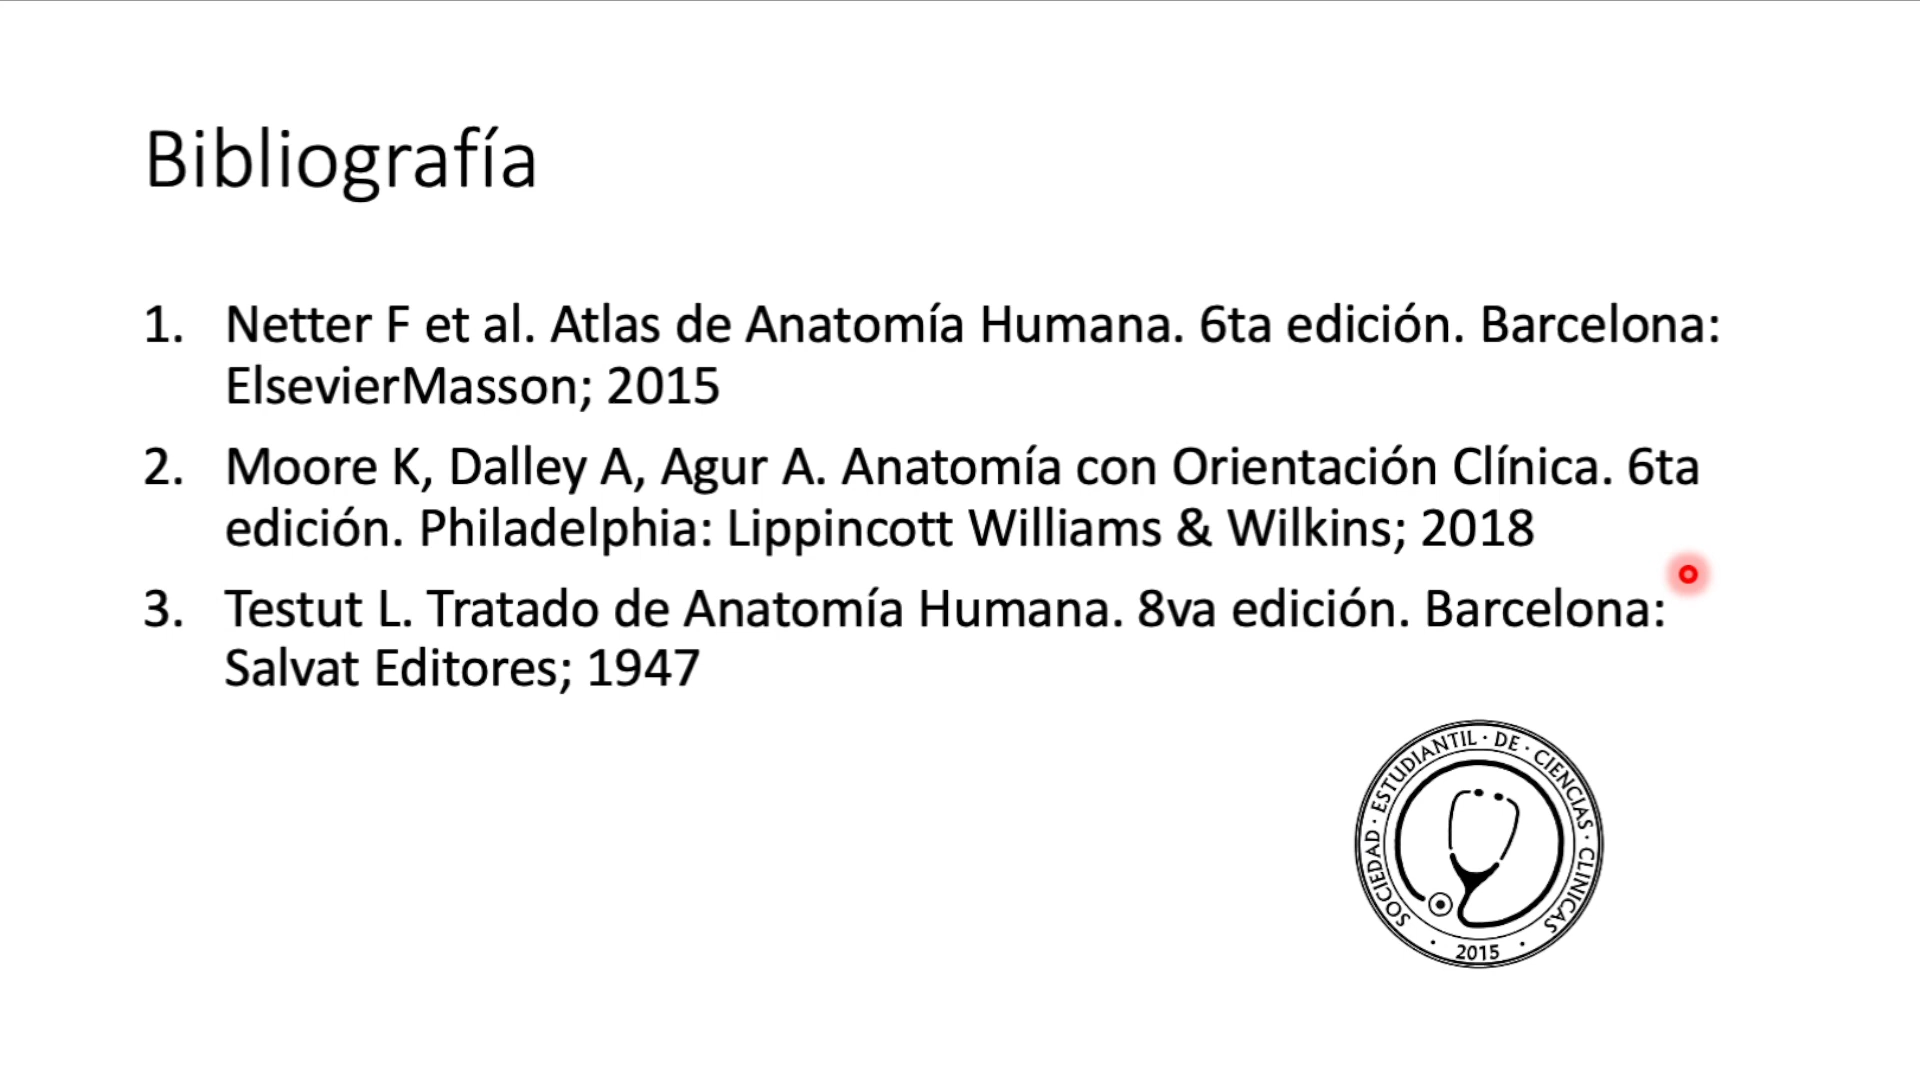 Bibliografía
1. Netter F et al. Atlas de Anatomía Humana. 6ta edición. Barcelona:
ElsevierMasson; 2015
2. Moore K, Dalley A, Agur A. Anatomía con Orientación Clínica. 6ta
edición. Philadelphia: Lippincott Williams & Wilkins; 2018
3. Testut L. Tratado de Anatomía Humana. 8va edición. Barcelona:
Salvat Editores; 1947
SOCIEDAD · ESTUDIANTIL · DE · CIENCIAS · CLINICAS
· 2015 ·